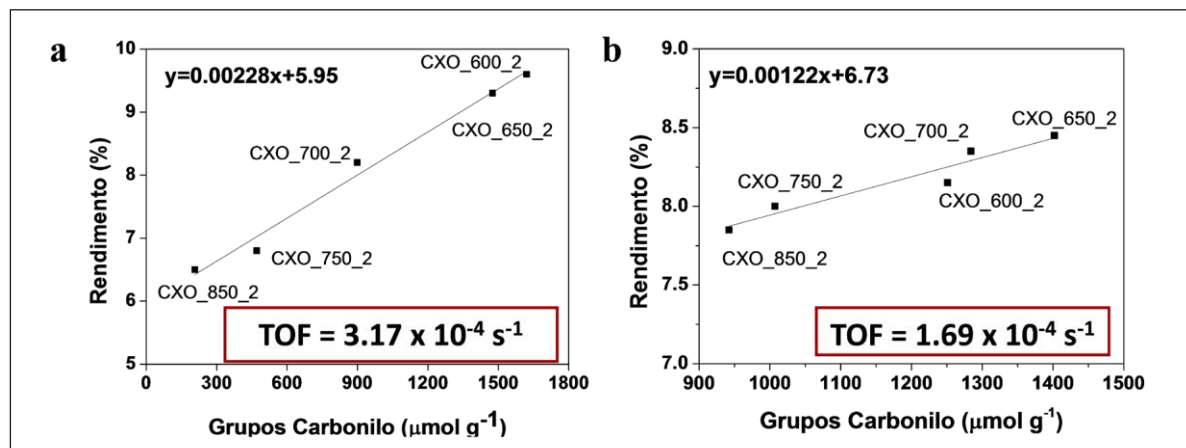 a
y=0.00228x+5.95
Rendimento (%)
10
9
8
7
6
5
CXO_600_2
CXO_650_2
CXO_700_2
CXO_750_2
CXO_850_2
TOF = 3.17 x 10⁻⁴ s⁻¹
0 300 600 900 1200 1500 1800
Grupos Carbonilo (μmol g⁻¹)
b
y=0.00122x+6.73
Rendimento (%)
9.0
8.5
8.0
7.5
7.0
CXO_700_2
CXO_650_2
CXO_750_2
CXO_600_2
CXO_850_2
TOF = 1.69 x 10⁻⁴ s⁻¹
900 1000 1100 1200 1300 1400 1500
Grupos Carbonilo (μmol g⁻¹)